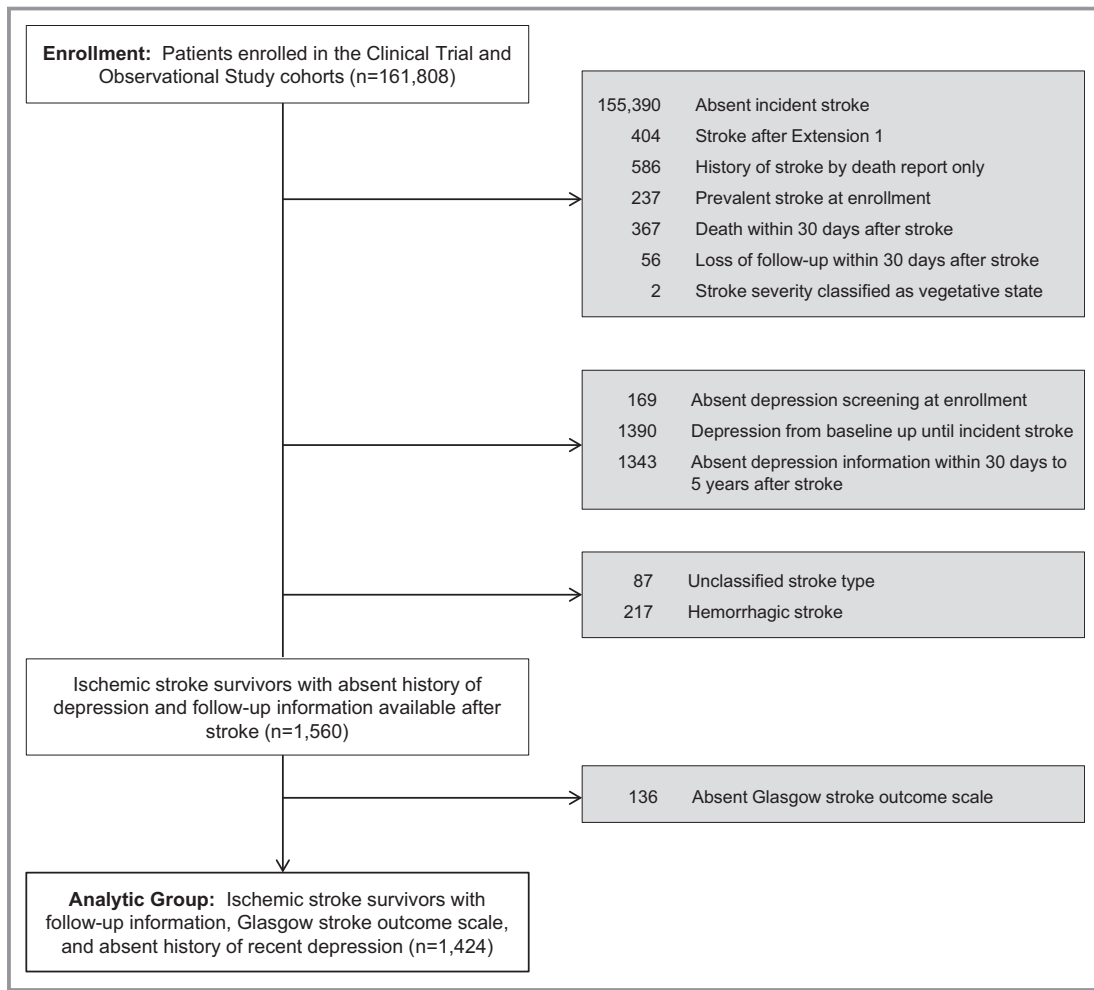 Enrollment: Patients enrolled in the Clinical Trial and
Observational Study cohorts (n=161,808)
155,390 Absent incident stroke
404 Stroke after Extension 1
586 History of stroke by death report only
237 Prevalent stroke at enrollment
367 Death within 30 days after stroke
56 Loss of follow-up within 30 days after stroke
2 Stroke severity classified as vegetative state
169 Absent depression screening at enrollment
1390 Depression from baseline up until incident stroke
1343 Absent depression information within 30 days to
5 years after stroke
87 Unclassified stroke type
217 Hemorrhagic stroke
Ischemic stroke survivors with absent history of
depression and follow-up information available after
stroke (n=1,560)
136 Absent Glasgow stroke outcome scale
Analytic Group: Ischemic stroke survivors with
follow-up information, Glasgow stroke outcome scale,
and absent history of recent depression (n=1,424)